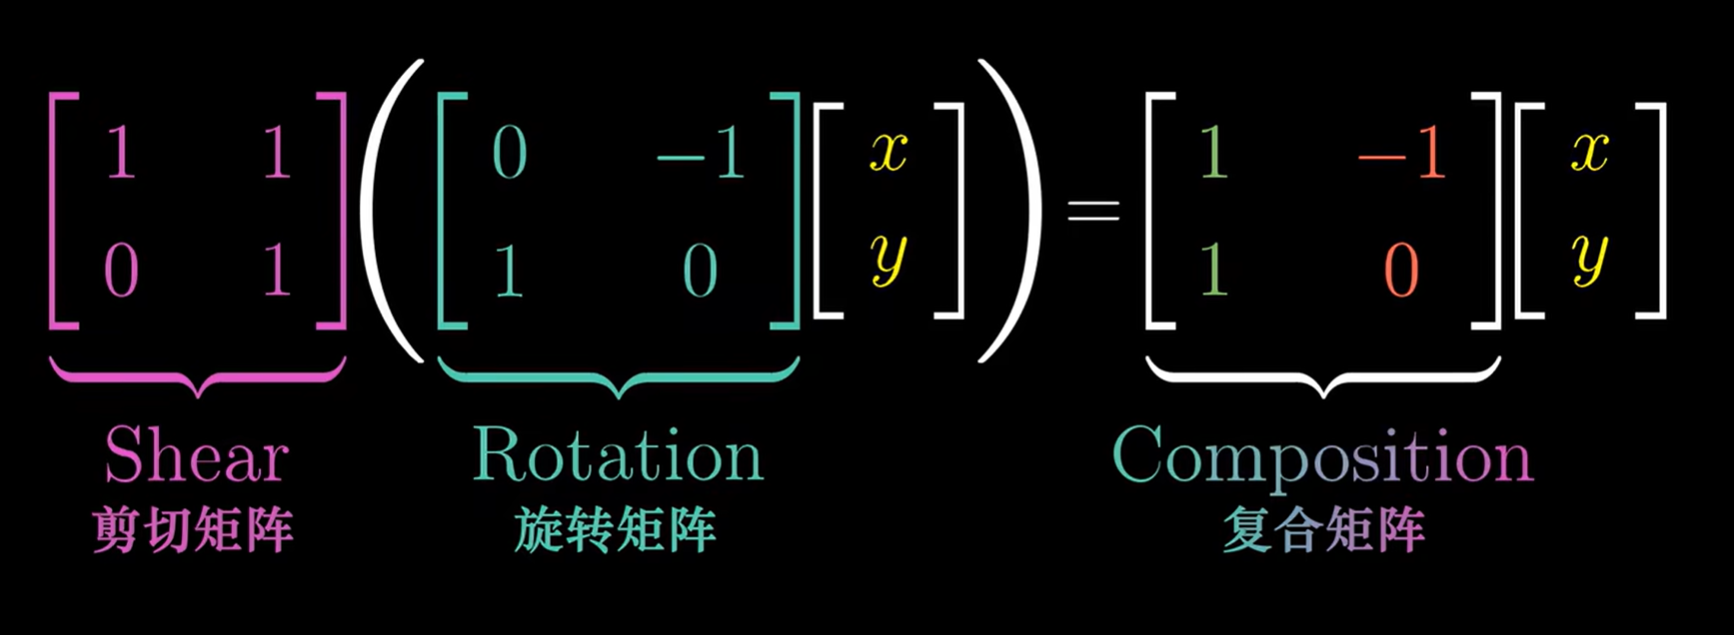 [1 1; 0 1] ([0 -1; 1 0] [x; y]) = [1 -1; 1 0] [x; y]
Shear Rotation Composition
剪切矩阵 旋转矩阵 复合矩阵